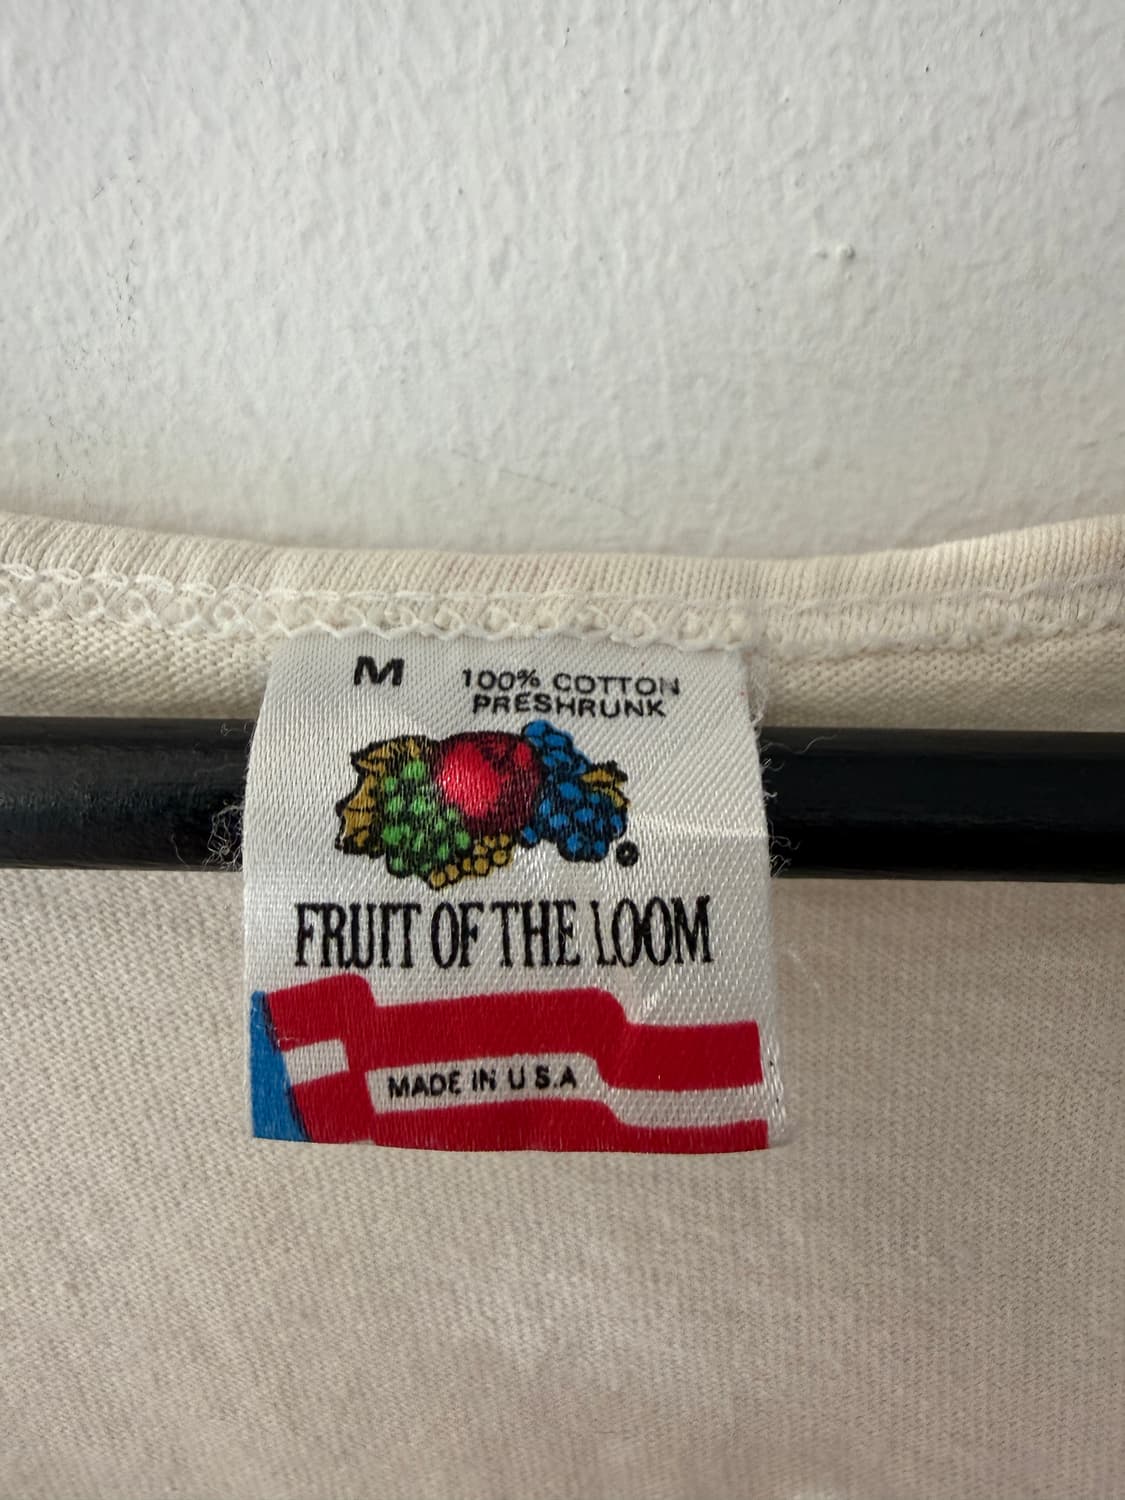 M
100% COTTON
PRESHRUNK
FRUIT OF THE LOOM
MADE IN U S.A